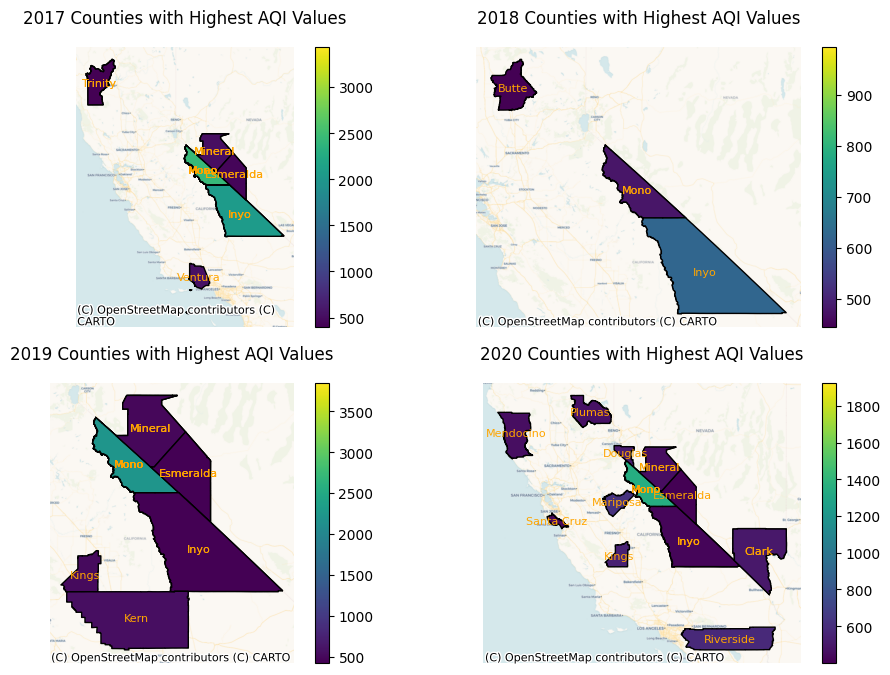 2017 Counties with Highest AQI Values
Trinity
Mineral
Mono
Esmeralda
Inyo
Ventura
(C) OpenStreetMap contributors (C)
CARTO
3000
2500
2000
1500
1000
500
2018 Counties with Highest AQI Values
Butte
Mono
Inyo
(C) OpenStreetMap contributors (C) CARTO
900
800
700
600
500
2019 Counties with Highest AQI Values
Mineral
Mono
Esmeralda
Inyo
Kings
Kern
(C) OpenStreetMap contributors (C) CARTO
3500
3000
2500
2000
1500
1000
500
2020 Counties with Highest AQI Values
Plumas
Mendocino
Douglas
Mineral
Mono
Esmeralda
Mariposa
Santa Cruz
Inyo
Clark
Kings
Riverside
(C) OpenStreetMap contributors (C) CARTO
1800
1600
1400
1200
1000
800
600